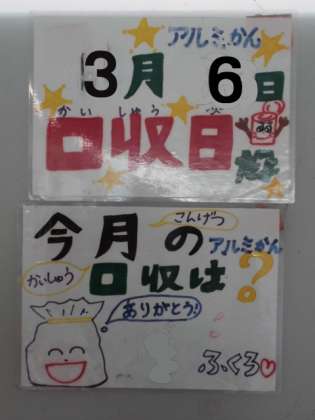 アルミかん
3月 6日
かいしゅうび
回収日
今月の
こんげつ
アルミかん
かいしゅう
回収は?
ありがとう!
ふくろ♡